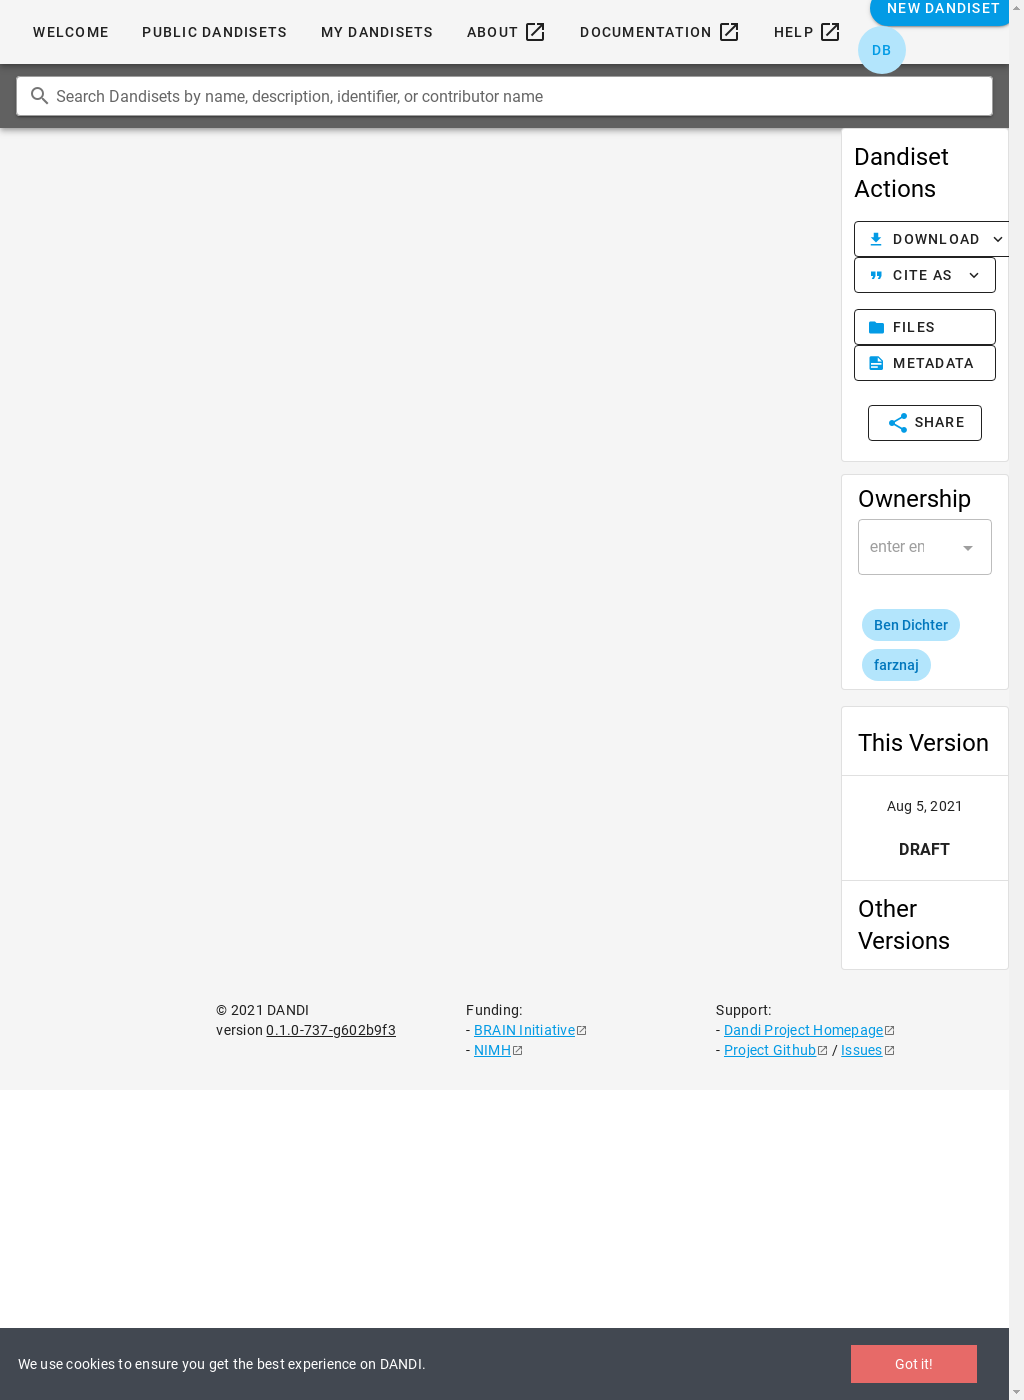 WELCOME PUBLIC DANDISETS MY DANDISETS ABOUT DOCUMENTATION HELP NEW DANDISET
DB
Search Dandisets by name, description, identifier, or contributor name
Dandiset
Actions
DOWNLOAD
CITE AS
FILES
METADATA
SHARE
Ownership
enter en
Ben Dichter
farznaj
This Version
Aug 5, 2021
DRAFT
Other
Versions
© 2021 DANDI
version 0.1.0-737-g602b9f3
Funding:
- BRAIN Initiative
- NIMH
Support:
- Dandi Project Homepage
- Project Github / Issues
We use cookies to ensure you get the best experience on DANDI.
Got it!